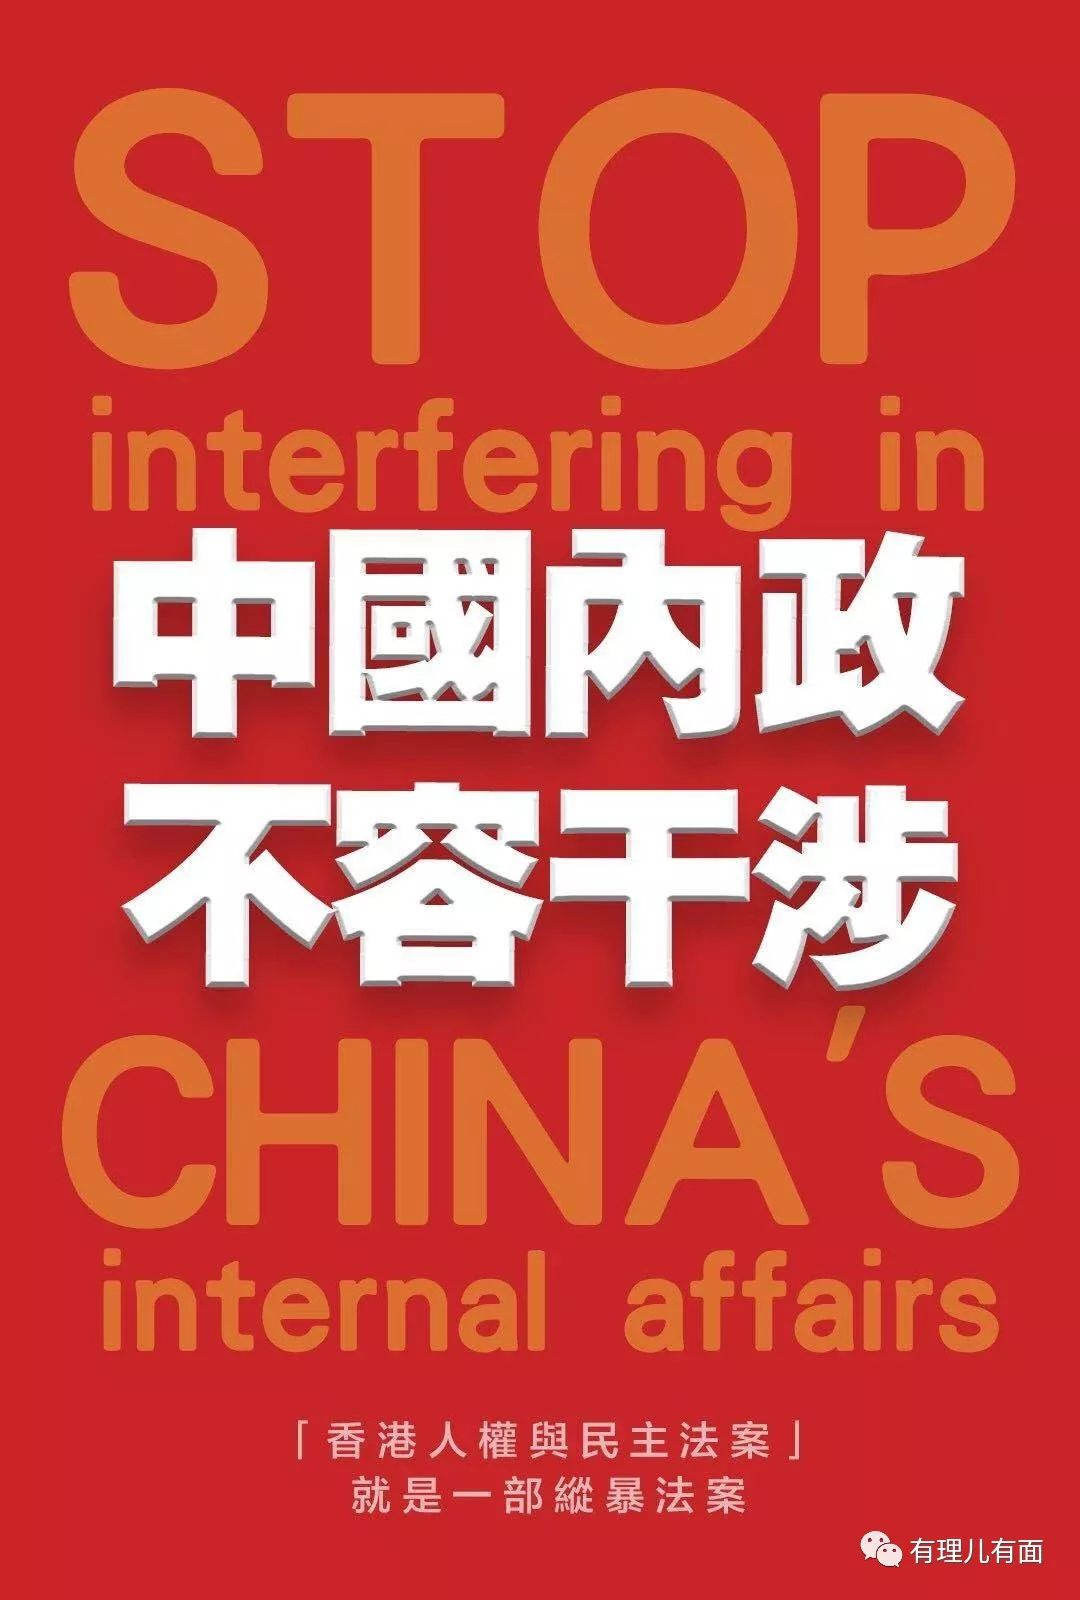 STOP
interfering in
中國內政
不容干涉
CHINA'S
internal affairs
「香港人權與民主法案」
就是一部縱暴法案
有理儿有面